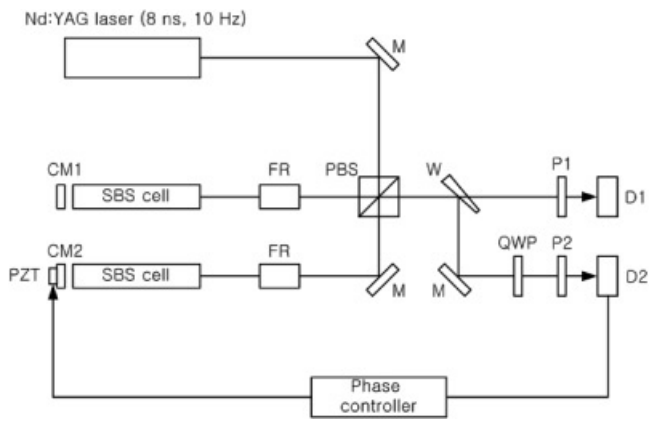 Nd:YAG laser (8 ns, 10 Hz)
M
CM1
SBS cell
FR
PBS
W
P1
D1
PZT
CM2
SBS cell
FR
M
M
QWP
P2
D2
Phase
controller